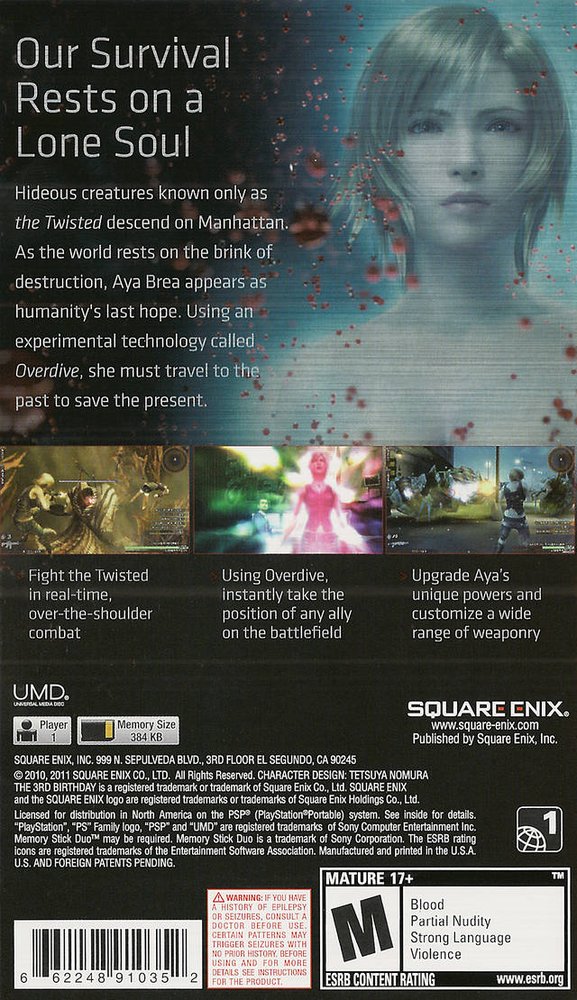 Our Survival
Rests on a
Lone Soul
Hideous creatures known only as
the Twisted descend on Manhattan.
As the world rests on the brink of
destruction, Aya Brea appears as
humanity's last hope. Using an
experimental technology called
Overdive, she must travel to the
past to save the present.
Fight the Twisted
in real-time,
over-the-shoulder
combat
Using Overdive,
instantly take the
position of any ally
on the battlefield
Upgrade Aya's
unique powers and
customize a wide
range of weaponry
UMD®
UNIVERSAL MEDIA DISC
Player
1
Memory Size
384 KB
SQUARE ENIX®
www.square-enix.com
Published by Square Enix, Inc.
SQUARE ENIX, INC. 999 N. SEPULVEDA BLVD., 3RD FLOOR EL SEGUNDO, CA 90245
© 2010, 2011 SQUARE ENIX CO., LTD. All Rights Reserved. CHARACTER DESIGN: TETSUYA NOMURA
THE 3RD BIRTHDAY is a registered trademark or trademark of Square Enix Co., Ltd. SQUARE ENIX
and the SQUARE ENIX logo are registered trademarks or trademarks of Square Enix Holdings Co., Ltd.
Licensed for distribution in North America on the PSP® (PlayStation®Portable) system. See inside for details.
"PlayStation", "PS" Family logo, "PSP" and "UMD" are registered trademarks of Sony Computer Entertainment Inc.
Memory Stick Duo™ may be required. Memory Stick Duo is a trademark of Sony Corporation. The ESRB rating
icons are registered trademarks of the Entertainment Software Association. Manufactured and printed in the U.S.A.
U.S. AND FOREIGN PATENTS PENDING.
1
6 62248 91035 2
WARNING: IF YOU HAVE
A HISTORY OF EPILEPSY
OR SEIZURES, CONSULT A
DOCTOR BEFORE USE.
CERTAIN PATTERNS MAY
TRIGGER SEIZURES WITH
NO PRIOR HISTORY. BEFORE
USING AND FOR MORE
DETAILS SEE INSTRUCTIONS
FOR THE PRODUCT.
MATURE 17+ TM
M
Blood
Partial Nudity
Strong Language
Violence
ESRB CONTENT RATING www.esrb.org